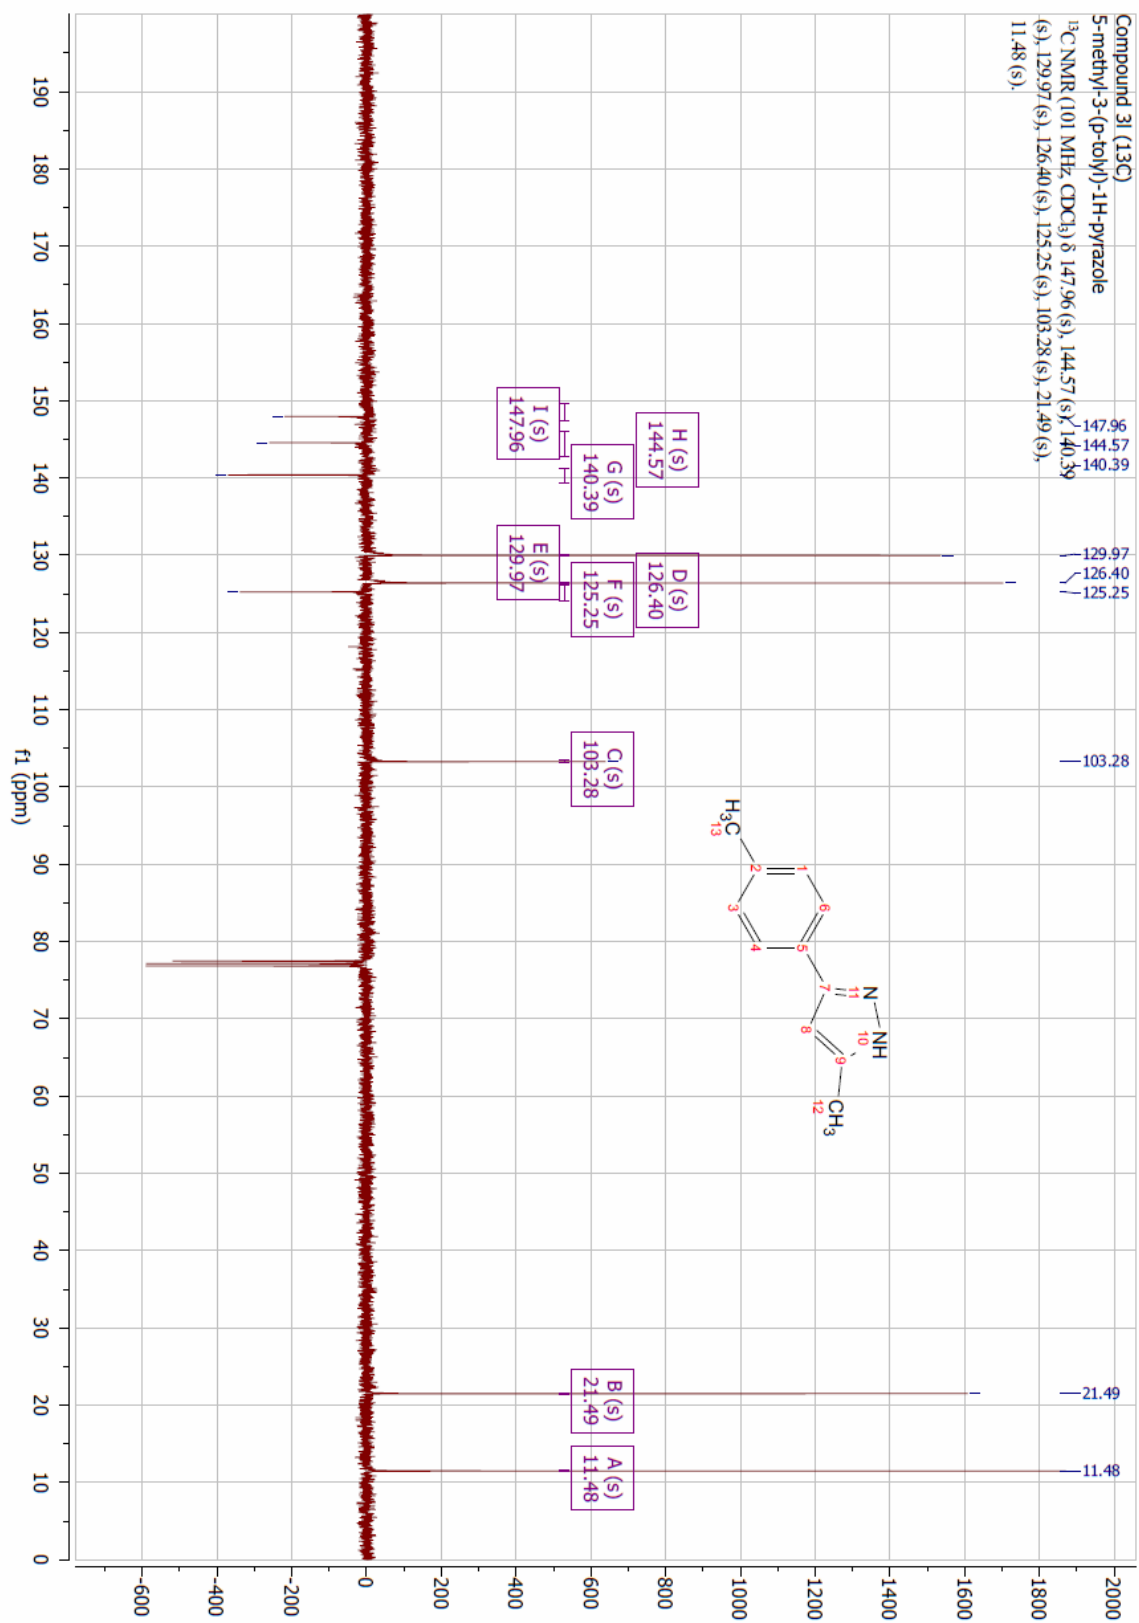 Compound 3l (13C)
5-methyl-3-(p-tolyl)-1H-pyrazole
¹³C NMR (101 MHz, CDCl₃) δ 147.96 (s), 144.57 (s), 140.39
(s), 129.97 (s), 126.40 (s), 125.25 (s), 103.28 (s), 21.49 (s),
11.48 (s).
147.96
144.57
140.39
129.97
126.40
125.25
103.28
21.49
11.48
H (s)
144.57
D (s)
126.40
G (s)
140.39
F (s)
125.25
C (s)
103.28
B (s)
21.49
A (s)
11.48
I (s)
147.96
E (s)
129.97
H₃C
13
2
1
3
6
4
5
7
11
N
8
10
NH
9
12
CH₃
2000
1800
1600
1400
1200
1000
800
600
400
200
0
-200
-400
-600
190 180 170 160 150 140 130 120 110 100 90 80 70 60 50 40 30 20 10 0
f1 (ppm)